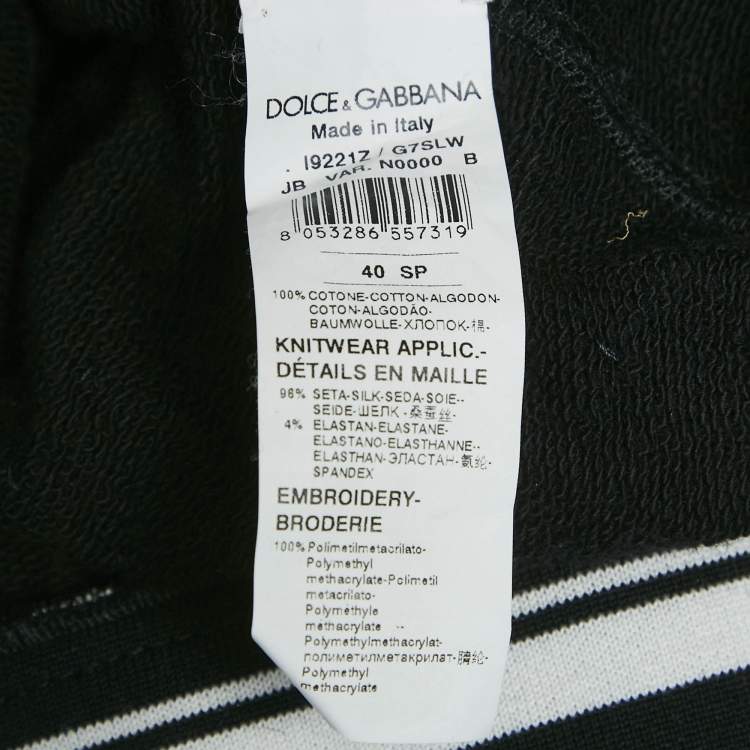 DOLCE & GABBANA
Made in Italy
. I9221Z / G7SLW
JB VAR. N0000 B
8 053286 557319
40 SP
100% COTONE-COTTON-ALGODON-
COTON-ALGODÃO-
BAUMWOLLE-ХЛОПОК-棉-
KNITWEAR APPLIC.-
DÉTAILS EN MAILLE
96% SETA-SILK-SEDA-SOIE--
SEIDE-ШЕЛК -桑蚕丝-
4% ELASTAN-ELASTANE-
ELASTANO-ELASTHANNE--
ELASTHAN-ЭЛАСТАН-氨纶-
SPANDEX
EMBROIDERY-
BRODERIE
100% Polimetilmetacrilato-
Polymethyl
methacrylate-Polimetil
metacrilato-
Polyméthyle
méthacrylate --
Polymethylmethacrylat-
полиметилметакрилат-腈纶-
Polymethyl
methacrylate